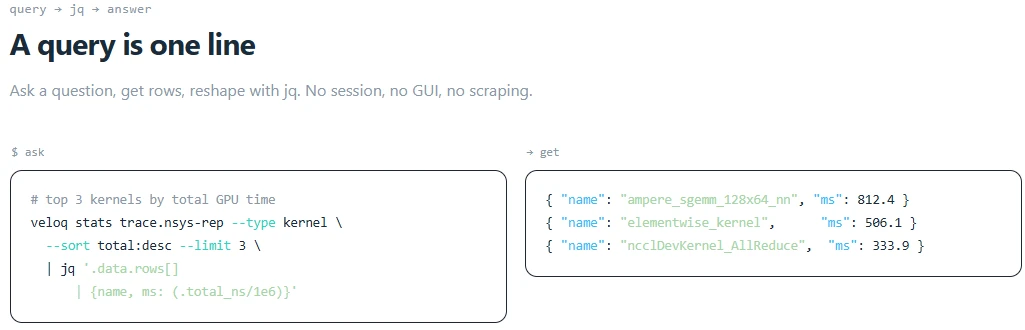 query → jq → answer
A query is one line
Ask a question, get rows, reshape with jq. No session, no GUI, no scraping.
$ ask
# top 3 kernels by total GPU time
veloq stats trace.nsys-rep --type kernel \
  --sort total:desc --limit 3 \
  | jq '.data.rows[]
      | {name, ms: (.total_ns/1e6)}'
→ get
{ "name": "ampere_sgemm_128x64_nn", "ms": 812.4 }
{ "name": "elementwise_kernel",      "ms": 506.1 }
{ "name": "ncclDevKernel_AllReduce",  "ms": 333.9 }